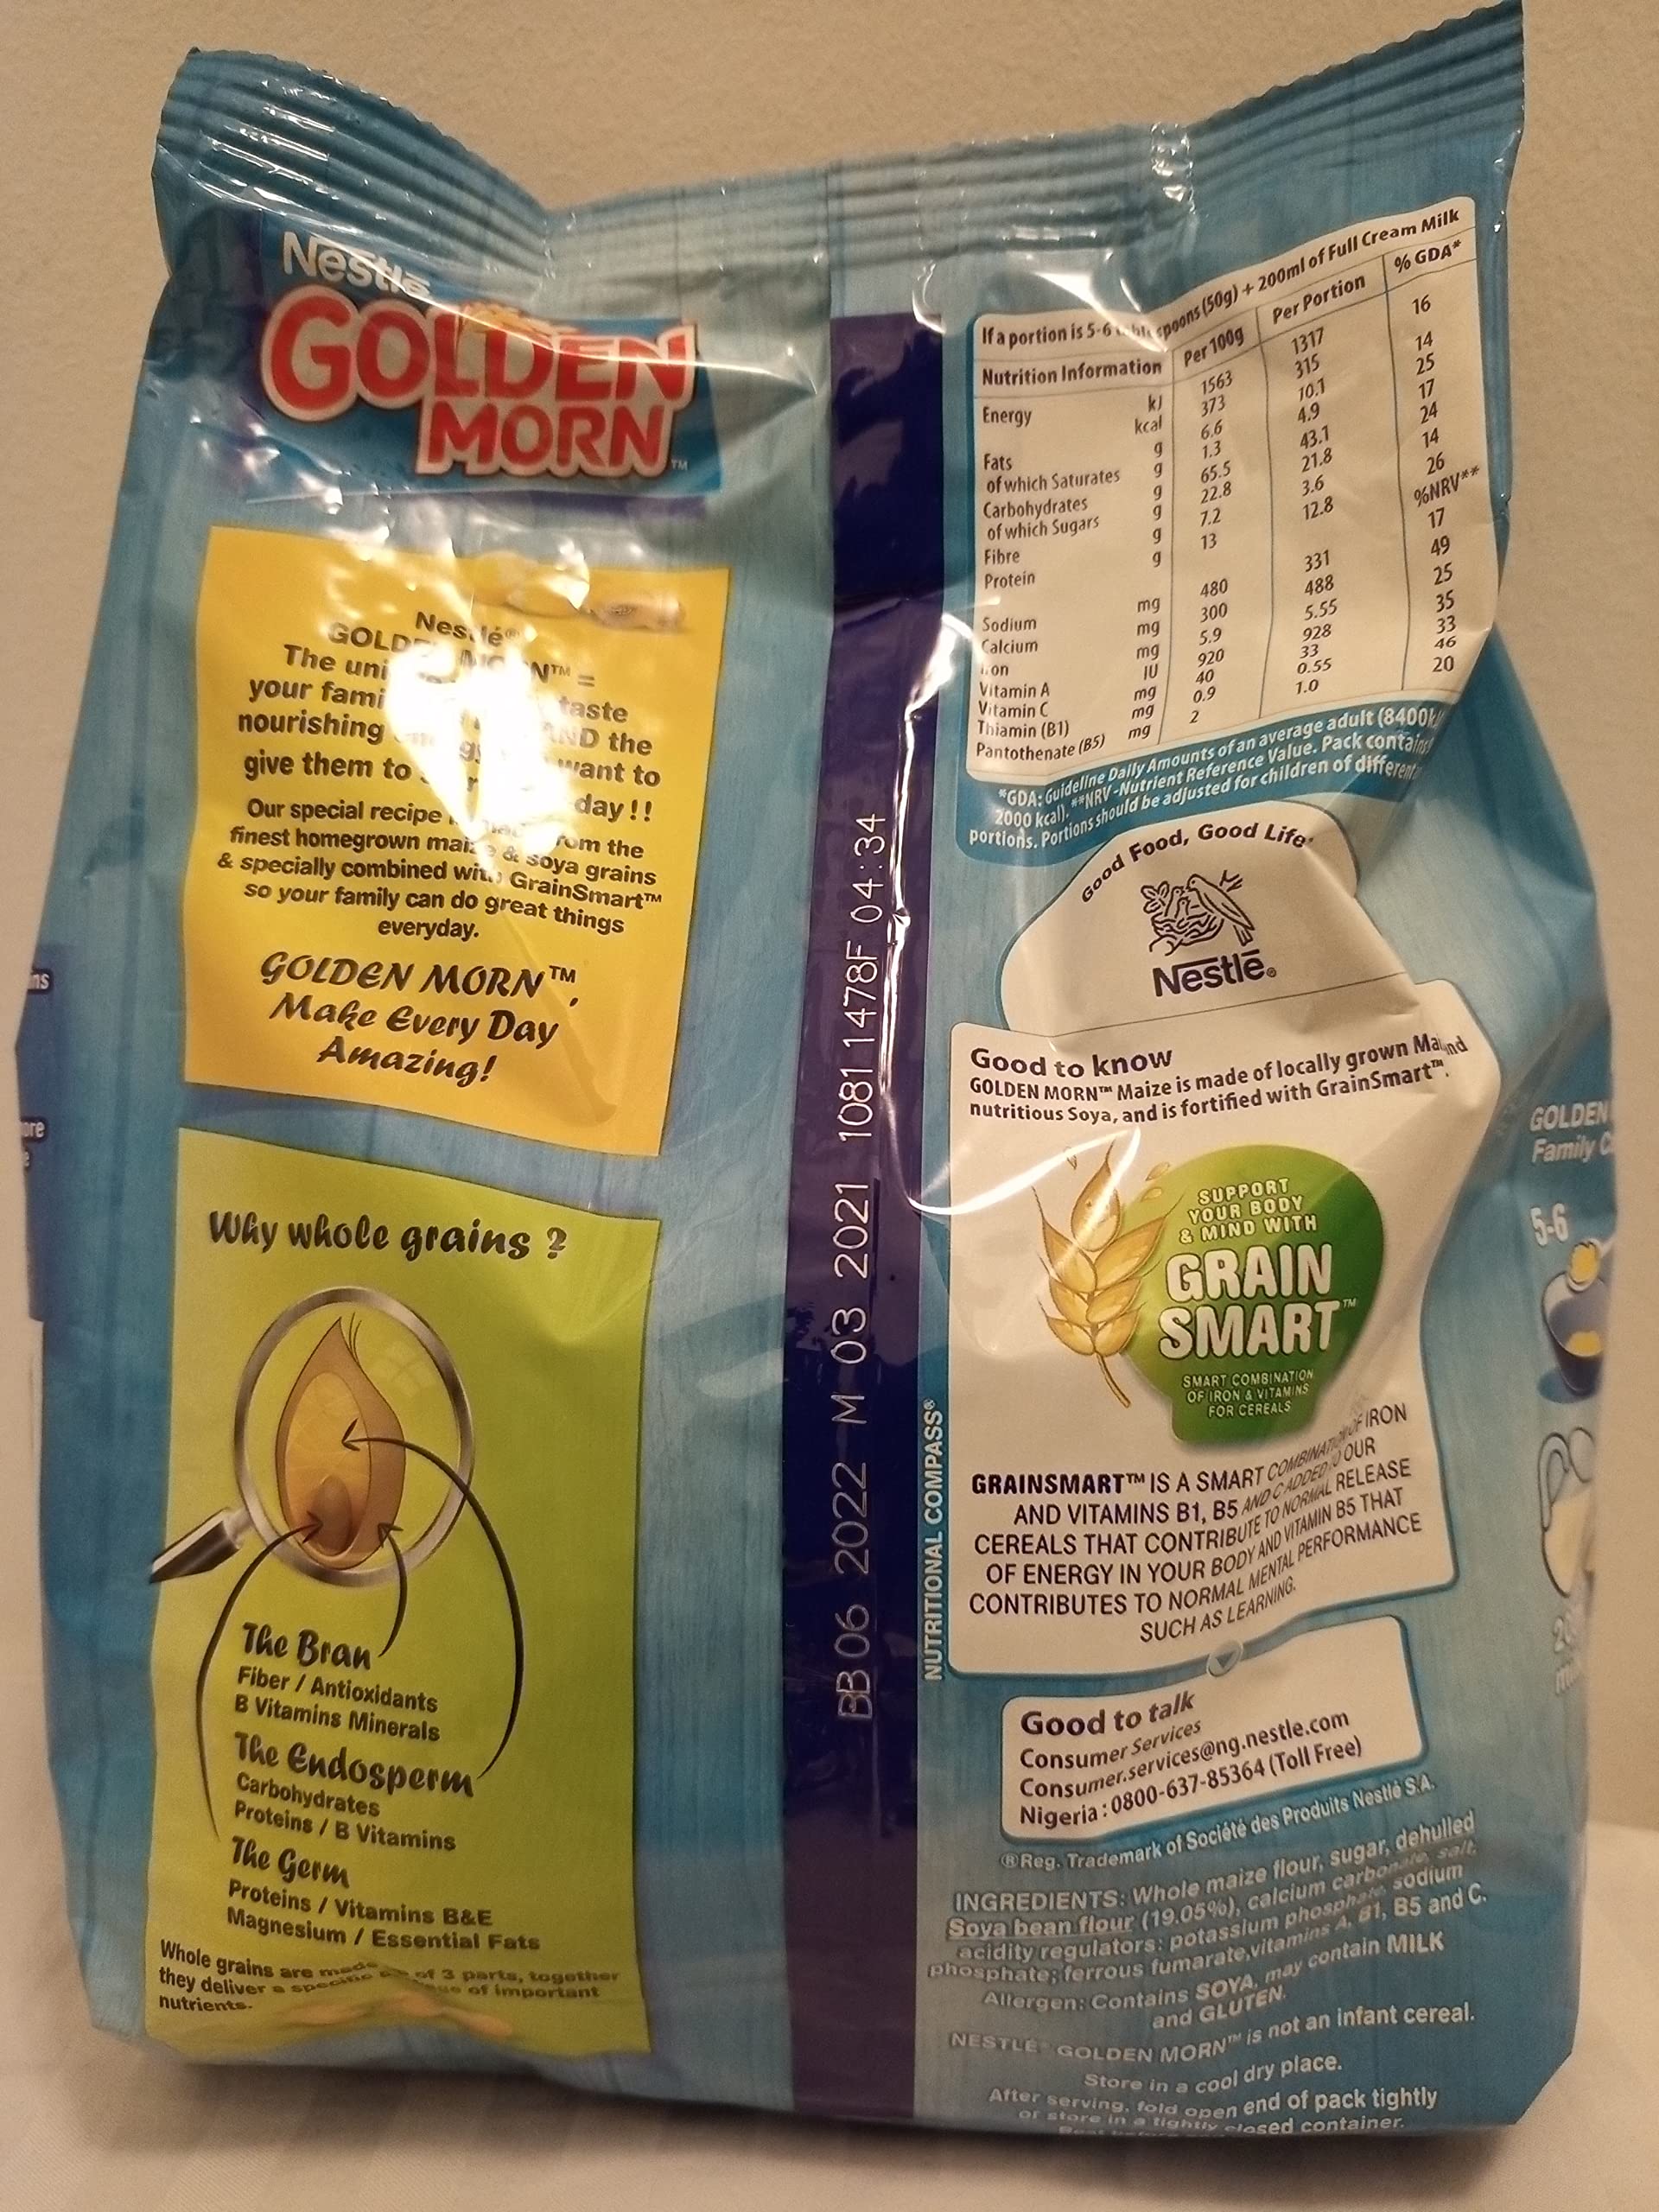 Nestlé
GOLDEN
MORN™
Nestlé®
GOLDEN MORN™ =
The taste
your AND the
nourishing want to
give them to day!!
Our special recipe from the
finest homegrown maize & soya grains
& specially combined with GrainSmart™
so your family can do great things
everyday.
GOLDEN MORN™,
Make Every Day
Amazing!
Why whole grains ?
The Bran
Fiber / Antioxidants
B Vitamins Minerals
The Endosperm
Carbohydrates
Proteins / B Vitamins
The Germ
Proteins / Vitamins B&E
Magnesium / Essential Fats
Whole grains are made of 3 parts, together
they deliver a of important
nutrients.
BB 06 2022 M 03 2021 10811478F 04:34
If a portion is 5-6 tablespoons (50g) + 200ml of Full Cream Milk
Nutrition Information Per 100g Per Portion % GDA*
Energy kJ 1563 1317
kcal 373 315 16
Fats g 6.6 10.1 14
of which Saturates g 1.3 4.9 25
Carbohydrates g 65.5 43.1 17
of which Sugars g 22.8 21.8 24
Fibre g 7.2 3.6 14
Protein g 13 12.8 26
%NRV**
Sodium mg 480 331 17
Calcium mg 300 488 49
Iron mg 5.9 5.55 25
Vitamin A IU 920 928 35
Vitamin C mg 40 33 33
Thiamin (B1) mg 0.9 0.55 46
Pantothenate (B5) mg 2 1.0 20
*GDA: Guideline Daily Amounts of an average adult (8400kJ
2000 kcal). **NRV-Nutrient Reference Value. Pack contains
portions. Portions should be adjusted for children of different
Good Food, Good Life
Nestlé®
NUTRITIONAL COMPASS®
Good to know
GOLDEN MORN™ Maize is made of locally grown
nutritious Soya, and is fortified with GrainSmart™.
SUPPORT
YOUR BODY
& MIND WITH
GRAIN
SMART™
SMART COMBINATION
OF IRON & VITAMINS
FOR CEREALS
GRAINSMART™ IS A SMART COMBINATION OF IRON
AND VITAMINS B1, B5 AND C ADDED TO OUR
CEREALS THAT CONTRIBUTE TO NORMAL RELEASE
OF ENERGY IN YOUR BODY AND VITAMIN B5 THAT
CONTRIBUTES TO NORMAL MENTAL PERFORMANCE
SUCH AS LEARNING.
Good to talk
Consumer Services
Consumer.services@ng.nestle.com
Nigeria : 0800-637-85364 (Toll Free)
®Reg. Trademark of Société des Produits Nestlé S.A.
INGREDIENTS: Whole maize flour, sugar, dehulled
Soya bean flour (19.05%), calcium carbonate, salt,
acidity regulators: potassium phosphate, sodium
phosphate; ferrous fumarate, vitamins A, B1, B5 and C.
Allergen: Contains SOYA, may contain MILK
and GLUTEN.
NESTLÉ® GOLDEN MORN™ is not an infant cereal.
Store in a cool dry place.
After serving, fold open end of pack tightly
or store in a tightly closed container.
GOLDEN
Family
5-6